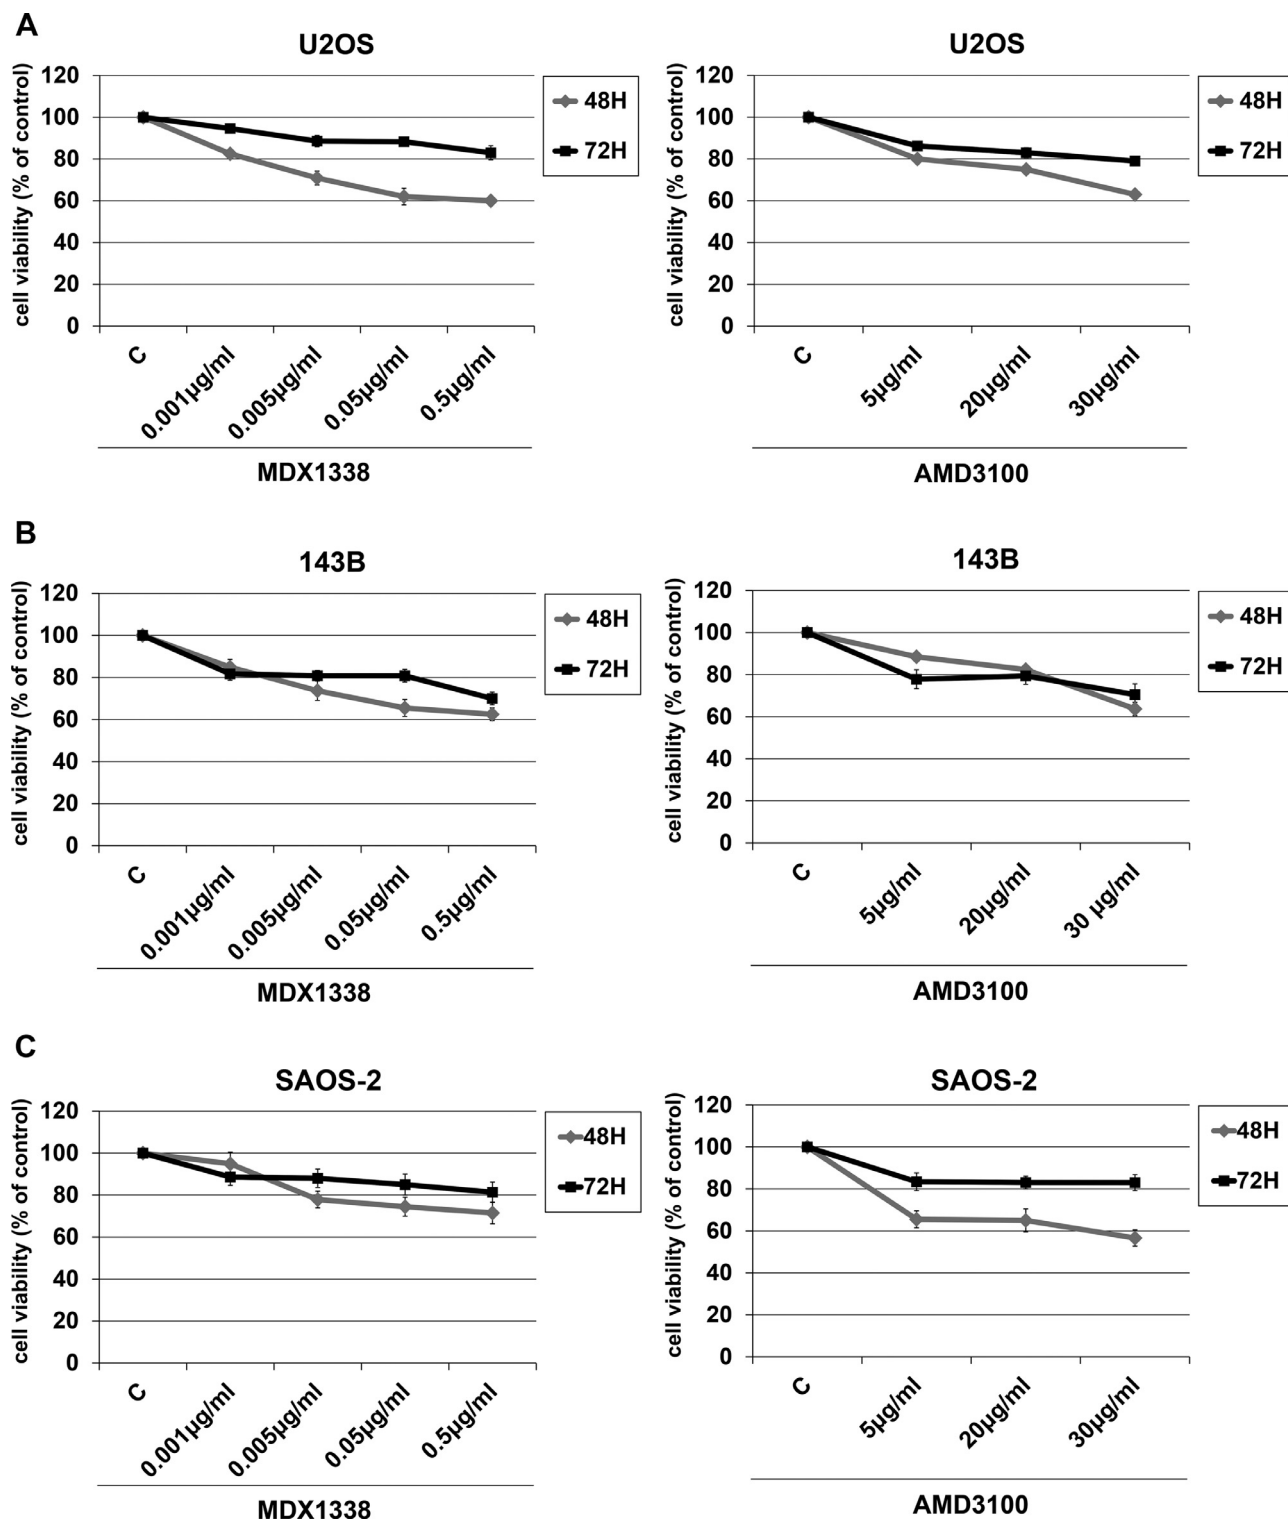 A
U2OS
cell viability (% of control)
120
100
80
60
40
20
0
C
0.001µg/ml
0.005µg/ml
0.05µg/ml
0.5µg/ml
MDX1338
48H
72H
U2OS
cell viability (% of control)
120
100
80
60
40
20
0
C
5µg/ml
20µg/ml
30µg/ml
AMD3100
48H
72H
B
143B
cell viability (% of control)
120
100
80
60
40
20
0
C
0.001µg/ml
0.005µg/ml
0.05µg/ml
0.5µg/ml
MDX1338
48H
72H
143B
cell viability (% of control)
120
100
80
60
40
20
0
C
5µg/ml
20µg/ml
30 µg/ml
AMD3100
48H
72H
C
SAOS-2
cell viability (% of control)
120
100
80
60
40
20
0
C
0.001µg/ml
0.005µg/ml
0.05µg/ml
0.5µg/ml
MDX1338
48H
72H
SAOS-2
cell viability (% of control)
120
100
80
60
40
20
0
C
5µg/ml
20µg/ml
30µg/ml
AMD3100
48H
72H